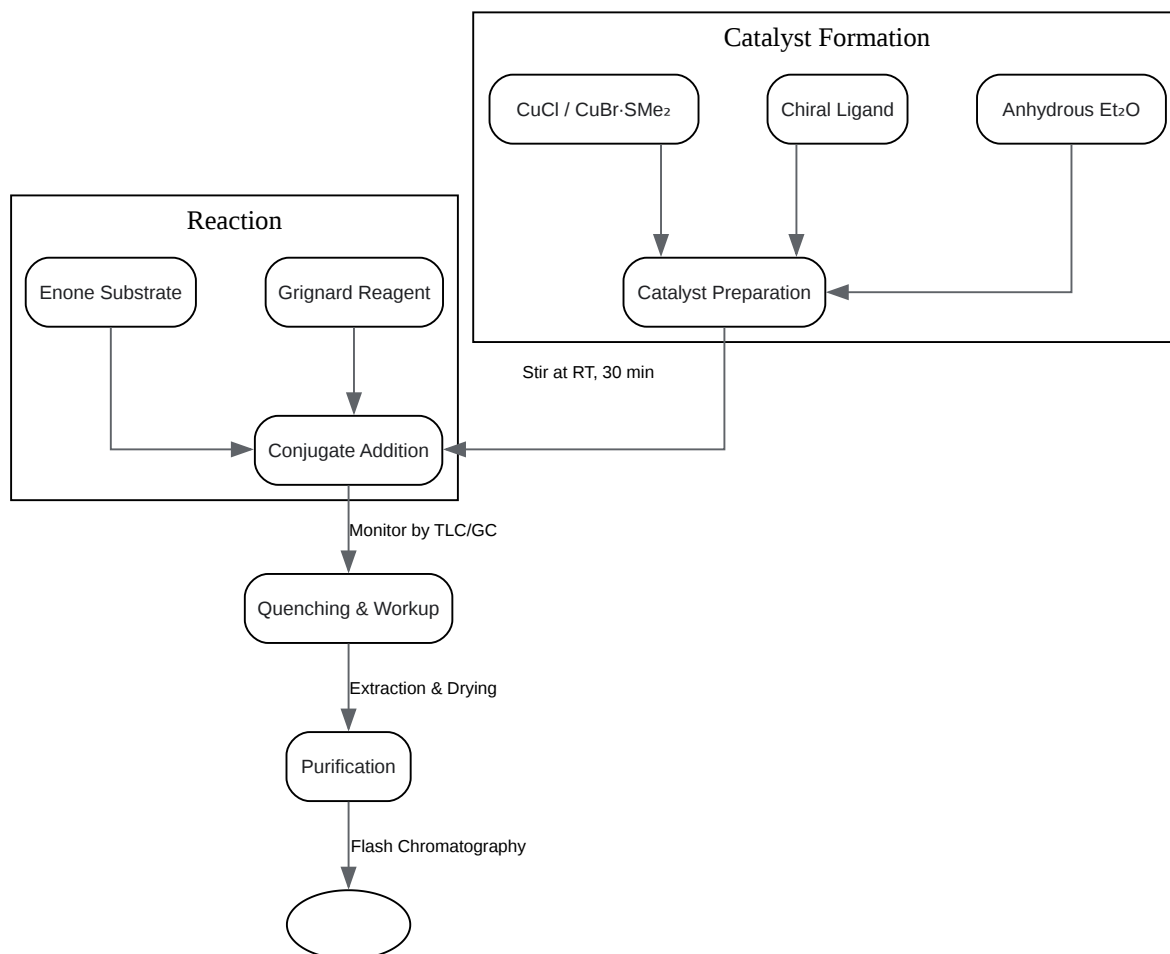 Catalyst Formation
CuCl / CuBr·SMe₂
Chiral Ligand
Anhydrous Et₂O
Reaction
Enone Substrate
Grignard Reagent
Catalyst Preparation
Stir at RT, 30 min
Conjugate Addition
Monitor by TLC/GC
Quenching & Workup
Extraction & Drying
Purification
Flash Chromatography